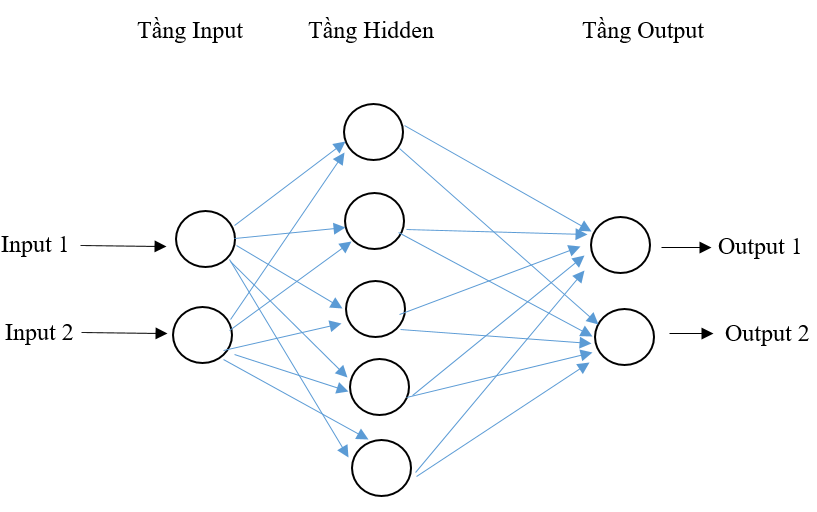 Tầng Input
Tầng Hidden
Tầng Output
Input 1
Output 1
Input 2
Output 2